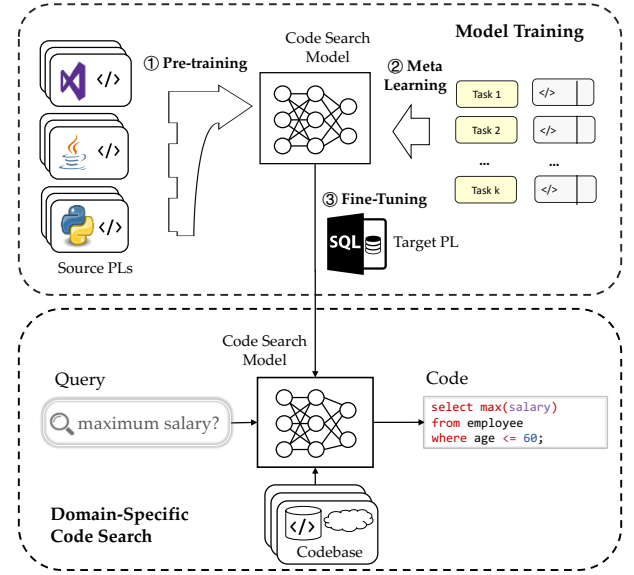 Code Search
Model
Model Training
① Pre-training
② Meta
Learning
</>
</>
</>
Source PLs
Task 1
</>
Task 2
</>
...
...
Task k
</>
③ Fine-Tuning
SQL
Target PL
Code Search
Model
Query
maximum salary?
Code
select max(salary)
from employee
where age <= 60;
</>
Codebase
Domain-Specific
Code Search